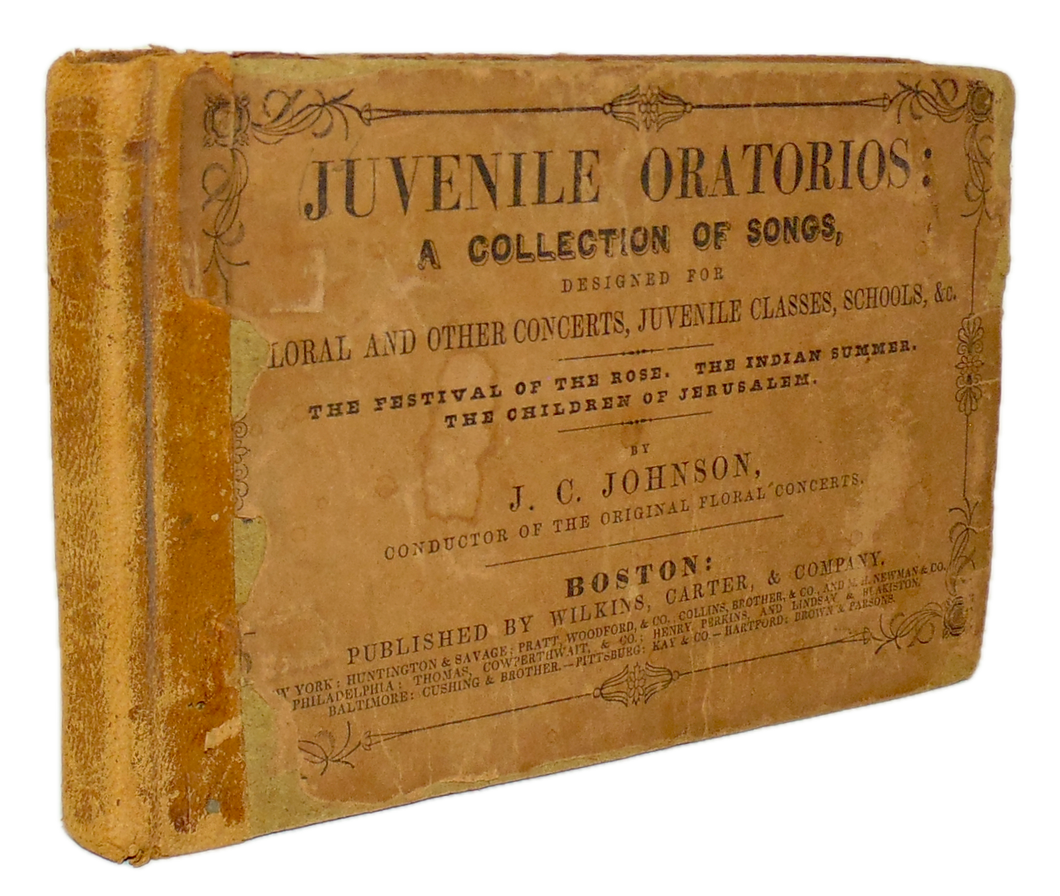 JUVENILE ORATORIOS:
A COLLECTION OF SONGS,
DESIGNED FOR
LORAL AND OTHER CONCERTS, JUVENILE CLASSES, SCHOOLS, &c.
THE FESTIVAL OF THE ROSE. THE INDIAN SUMMER.
THE CHILDREN OF JERUSALEM.
BY
J. C. JOHNSON,
CONDUCTOR OF THE ORIGINAL FLORAL CONCERTS.
BOSTON:
PUBLISHED BY WILKINS, CARTER, & COMPANY.
W YORK: HUNTINGTON & SAVAGE; PRATT, WOODFORD, & CO., COLLINS, BROTHER, & CO., AND M. H. NEWMAN & CO.
PHILADELPHIA: THOMAS, COWPERTHWAIT, & CO.; HENRY PERKINS, AND LINDSAY & BLAKISTON.
BALTIMORE: CUSHING & BROTHER.—PITTSBURG: KAY & CO.—HARTFORD: BROWN & PARSONS.